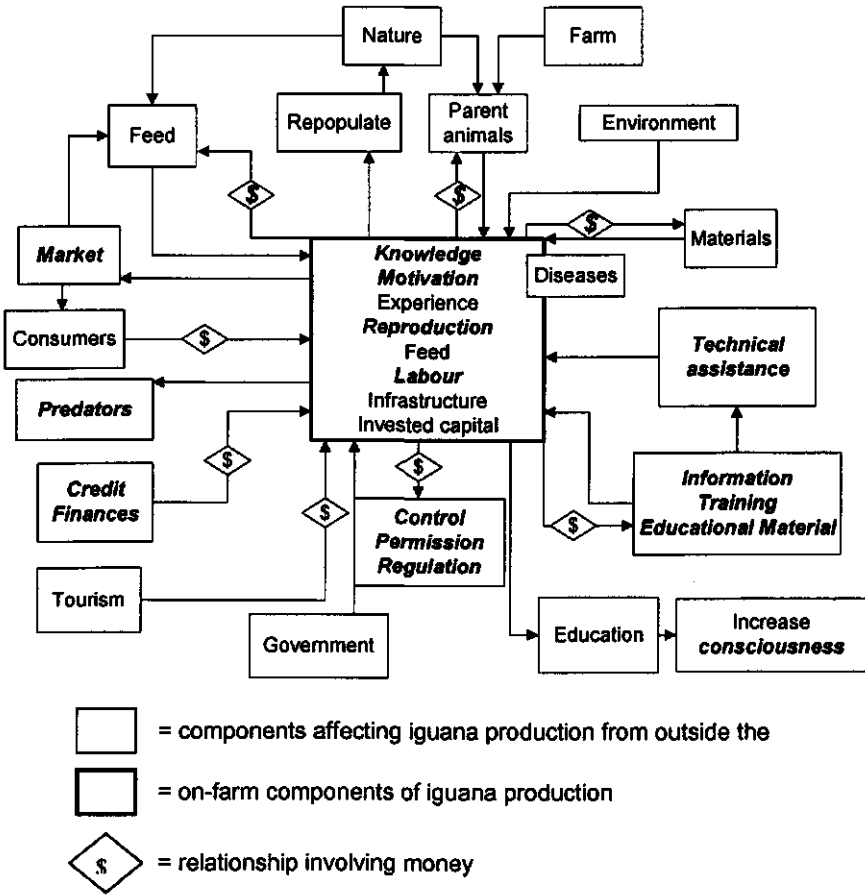 Nature
Farm
Feed
Repopulate
Parent
animals
Environment
$
$
$
Market
Materials
Knowledge
Motivation
Experience
Reproduction
Feed
Labour
Infrastructure
Invested capital
Diseases
Consumers
$
Technical
assistance
Predators
Credit
Finances
$
$
$
Control
Permission
Regulation
Information
Training
Educational Material
$
Tourism
Government
Education
Increase
consciousness
= components affecting iguana production from outside the
= on-farm components of iguana production
$ = relationship involving money